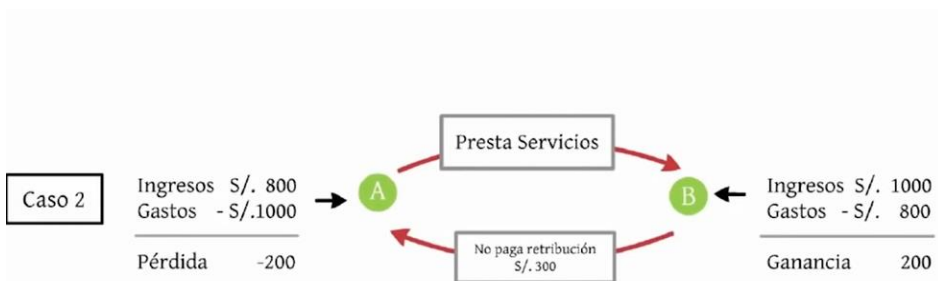 Presta Servicios
Caso 2
Ingresos S/. 800
Gastos - S/.1000
Pérdida -200
A
B
Ingresos S/. 1000
Gastos - S/. 800
Ganancia 200
No paga retribución
S/. 300